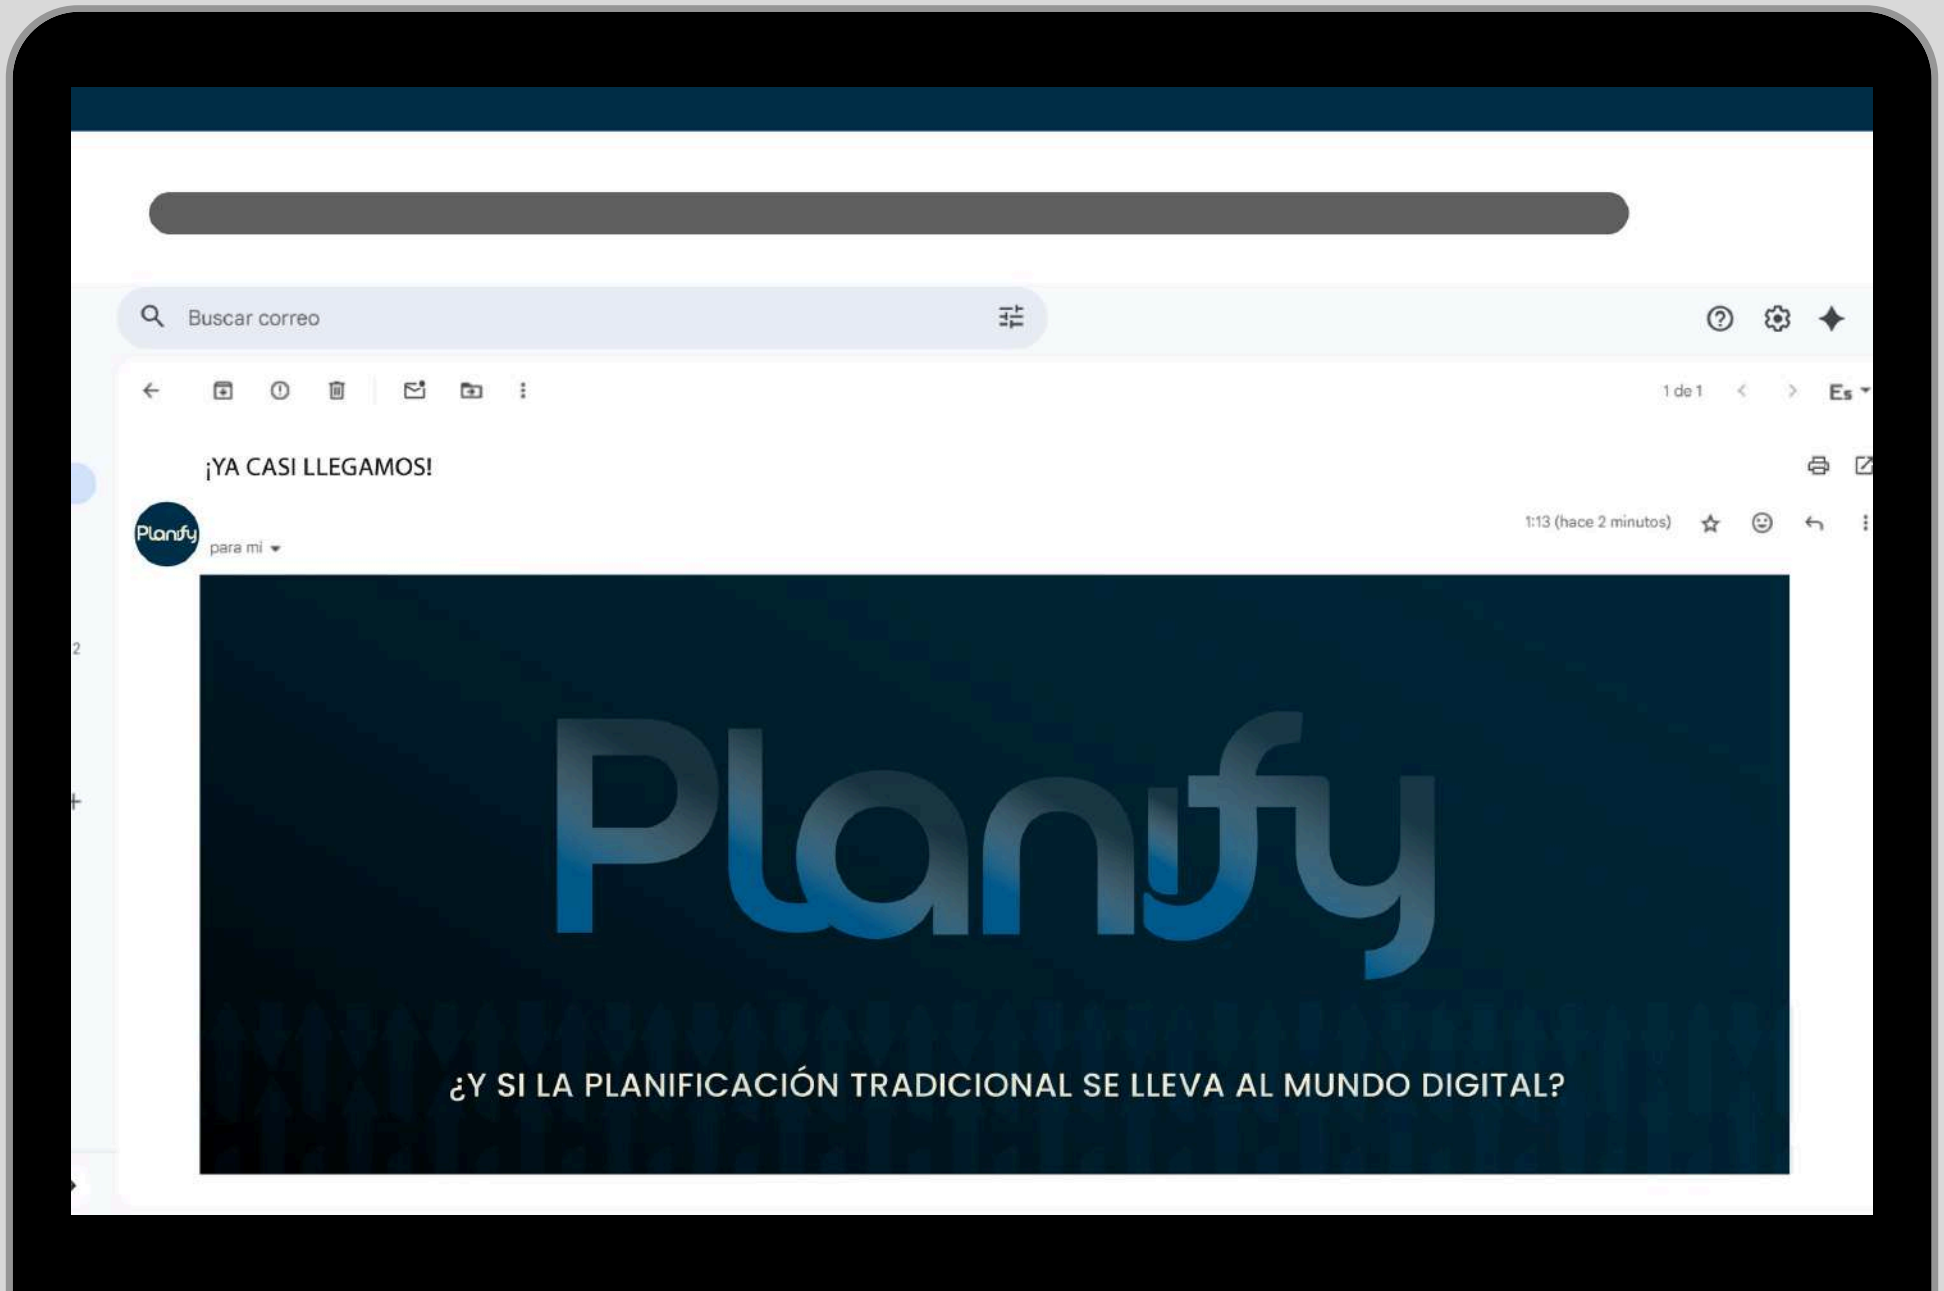 Buscar correo
1 de 1
Es
¡YA CASI LLEGAMOS!
Planify
1:13 (hace 2 minutos)
para mí
2
Planify
¿Y SI LA PLANIFICACIÓN TRADICIONAL SE LLEVA AL MUNDO DIGITAL?